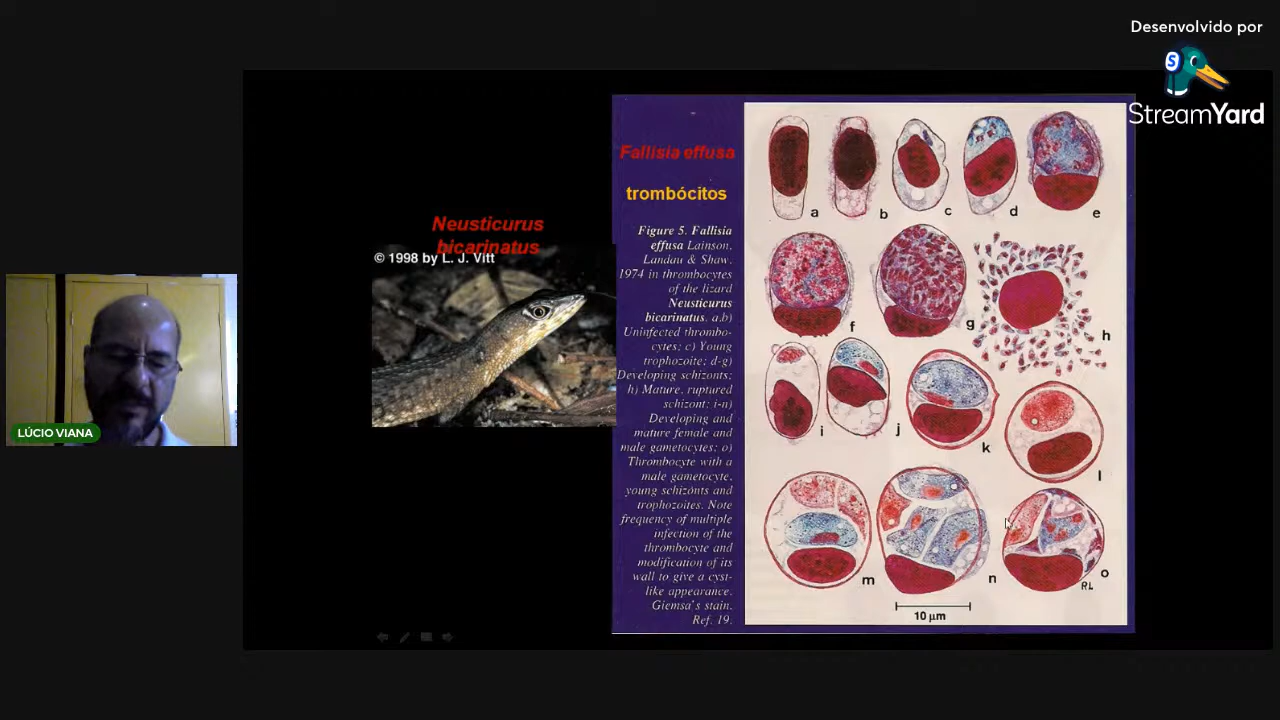 Desenvolvido por
StreamYard
Fallisia effusa
trombócitos
Neusticurus
bicarinatus
© 1998 by L. J. Vitt
Figure 5. Fallisia
effusa Lainson,
Landau & Shaw,
1974 in thrombocytes
of the lizard
Neusticurus
bicarinatus. a,b)
Uninfected thrombo-
cytes; c) Young
trophozoite; d-g)
Developing schizonts;
h) Mature, ruptured
schizont; i-n)
Developing and
mature female and
male gametocytes; o)
Thrombocyte with a
male gametocyte,
young schizonts and
trophozoites. Note
frequency of multiple
infection of the
thrombocyte and
modification of its
wall to give a cyst-
like appearance.
Giemsa's stain.
Ref. 19.
a b c d e
f g h
i j k l
m n o
RL
10 µm
LÚCIO VIANA